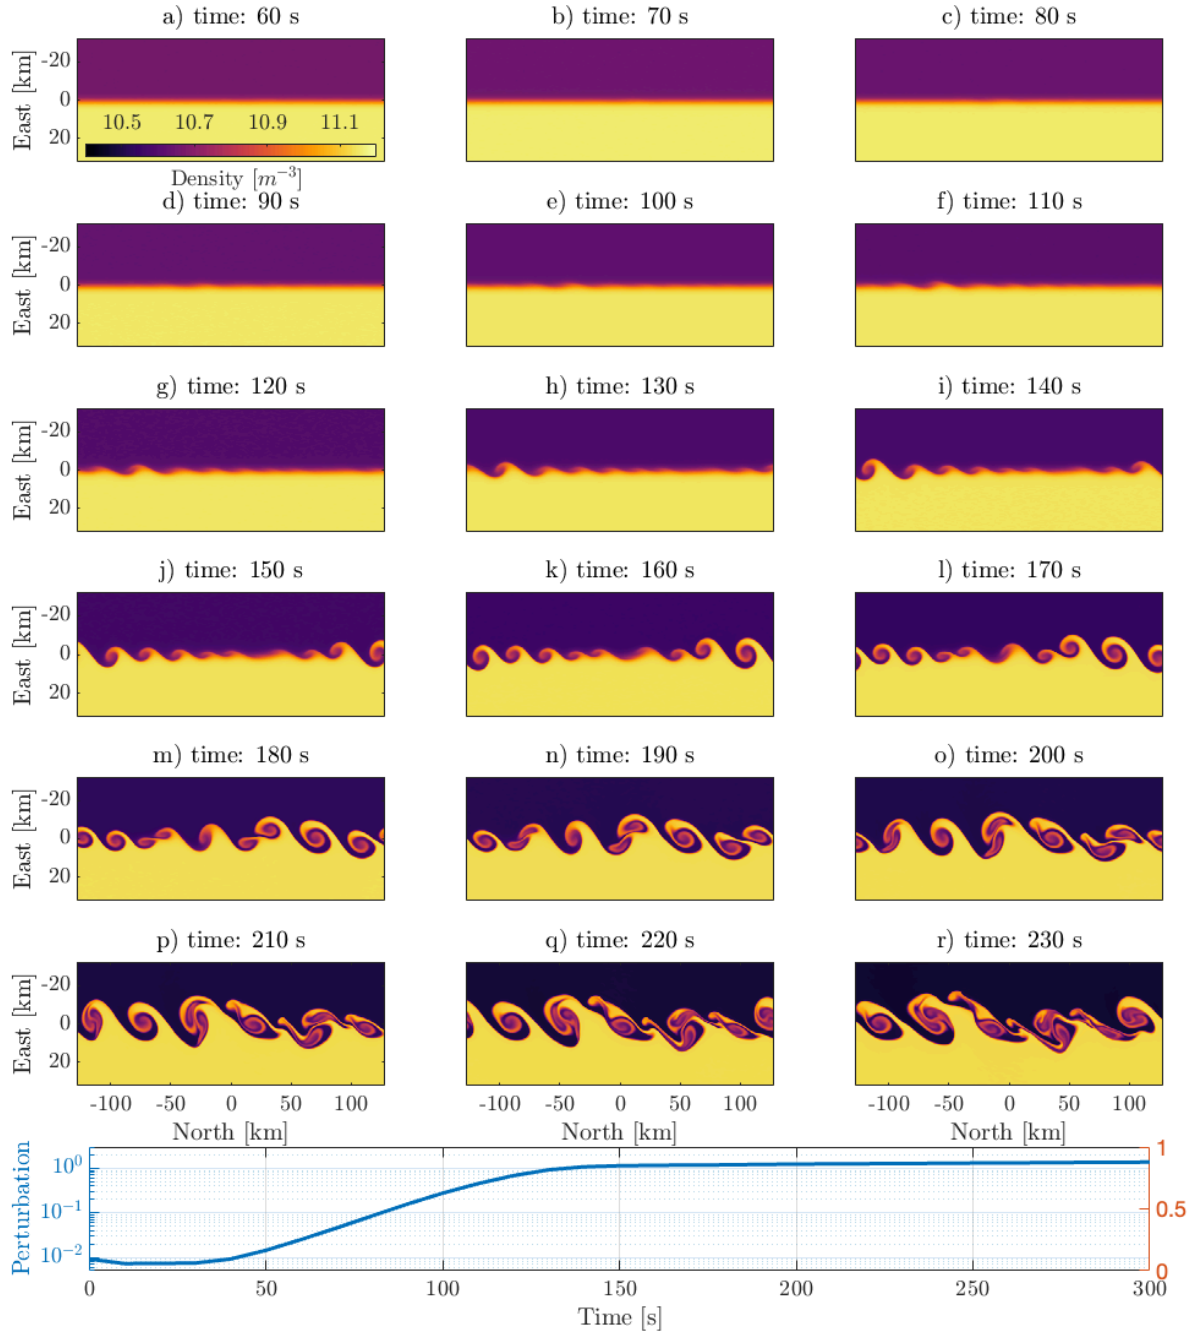 a) time: 60 s
b) time: 70 s
c) time: 80 s
East [km]
-20
0
20
10.5 10.7 10.9 11.1
Density [m⁻³]
d) time: 90 s
e) time: 100 s
f) time: 110 s
East [km]
-20
0
20
g) time: 120 s
h) time: 130 s
i) time: 140 s
East [km]
-20
0
20
j) time: 150 s
k) time: 160 s
l) time: 170 s
East [km]
-20
0
20
m) time: 180 s
n) time: 190 s
o) time: 200 s
East [km]
-20
0
20
p) time: 210 s
q) time: 220 s
r) time: 230 s
East [km]
-20
0
20
-100 -50 0 50 100
-100 -50 0 50 100
-100 -50 0 50 100
North [km]
North [km]
North [km]
Perturbation
10⁰
10⁻¹
10⁻²
1
0.5
0
0 50 100 150 200 250 300
Time [s]